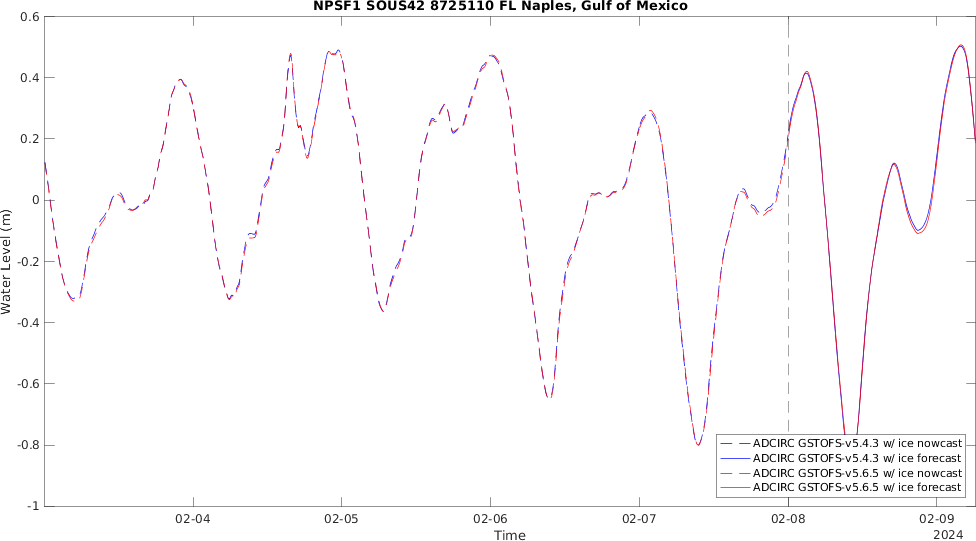 NPSF1 SOUS42 8725110 FL Naples, Gulf of Mexico
0.6
0.4
0.2
0
-0.2
-0.4
-0.6
-0.8
-1
Water Level (m)
ADCIRC GSTOFS-v5.4.3 w/ ice nowcast
ADCIRC GSTOFS-v5.4.3 w/ ice forecast
ADCIRC GSTOFS-v5.6.5 w/ ice nowcast
ADCIRC GSTOFS-v5.6.5 w/ ice forecast
02-04
02-05
02-06
02-07
02-08
02-09
Time
2024